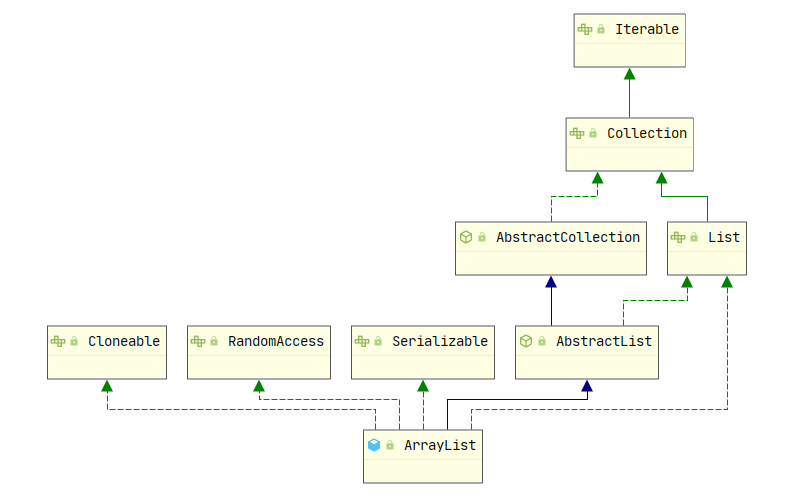 Iterable
Collection
AbstractCollection
List
Cloneable
RandomAccess
Serializable
AbstractList
ArrayList